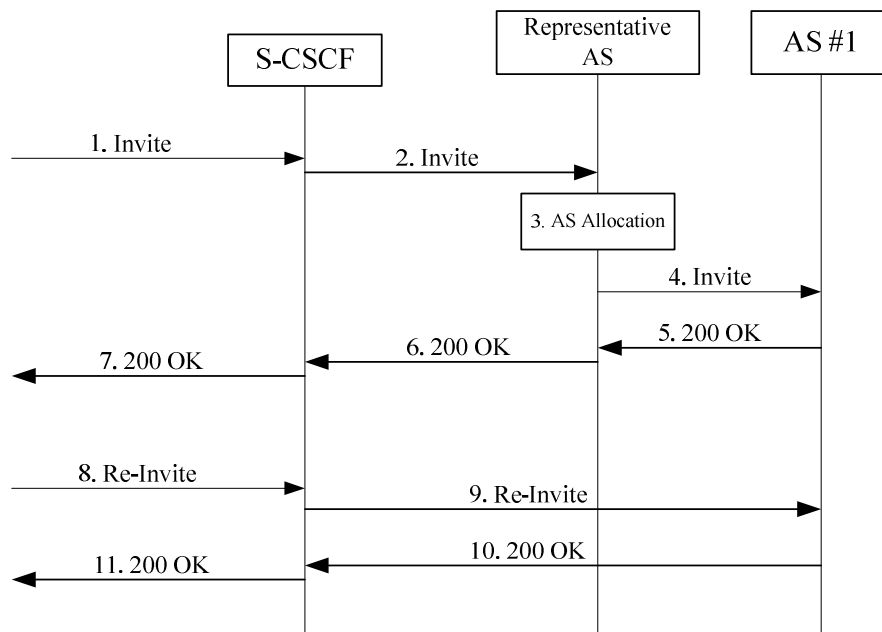 S-CSCF
Representative
AS
AS #1
1. Invite
2. Invite
3. AS Allocation
4. Invite
5. 200 OK
6. 200 OK
7. 200 OK
8. Re-Invite
9. Re-Invite
10. 200 OK
11. 200 OK